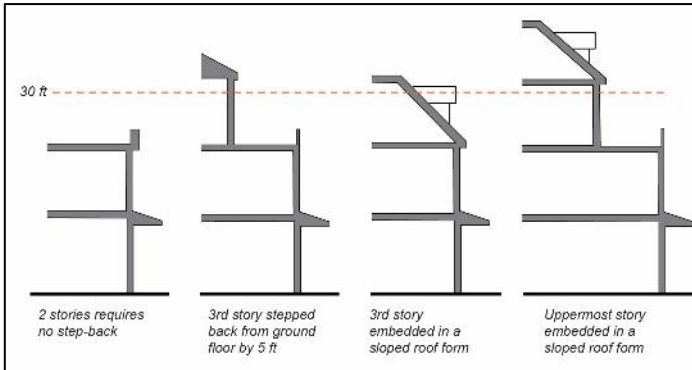 30 ft
2 stories requires
no step-back
3rd story stepped
back from ground
floor by 5 ft
3rd story
embedded in a
sloped roof form
Uppermost story
embedded in a
sloped roof form